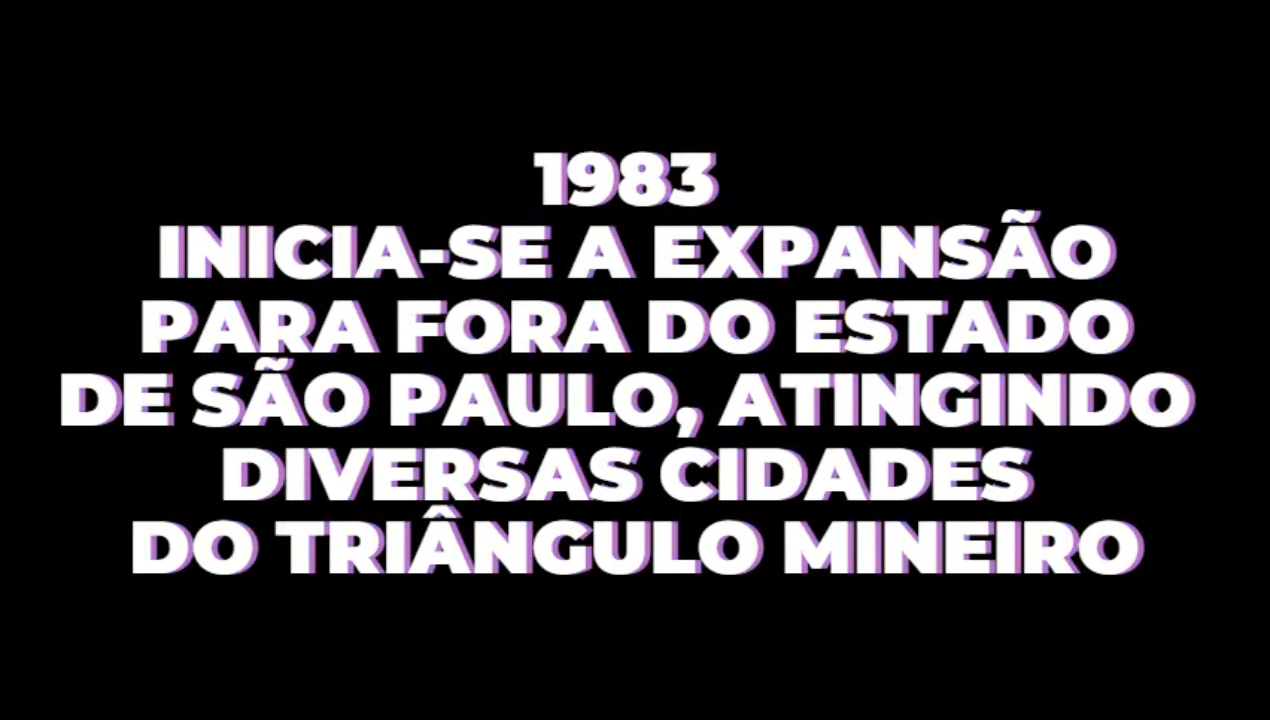 1983
INICIA-SE A EXPANSÃO
PARA FORA DO ESTADO
DE SÃO PAULO, ATINGINDO
DIVERSAS CIDADES
DO TRIÂNGULO MINEIRO